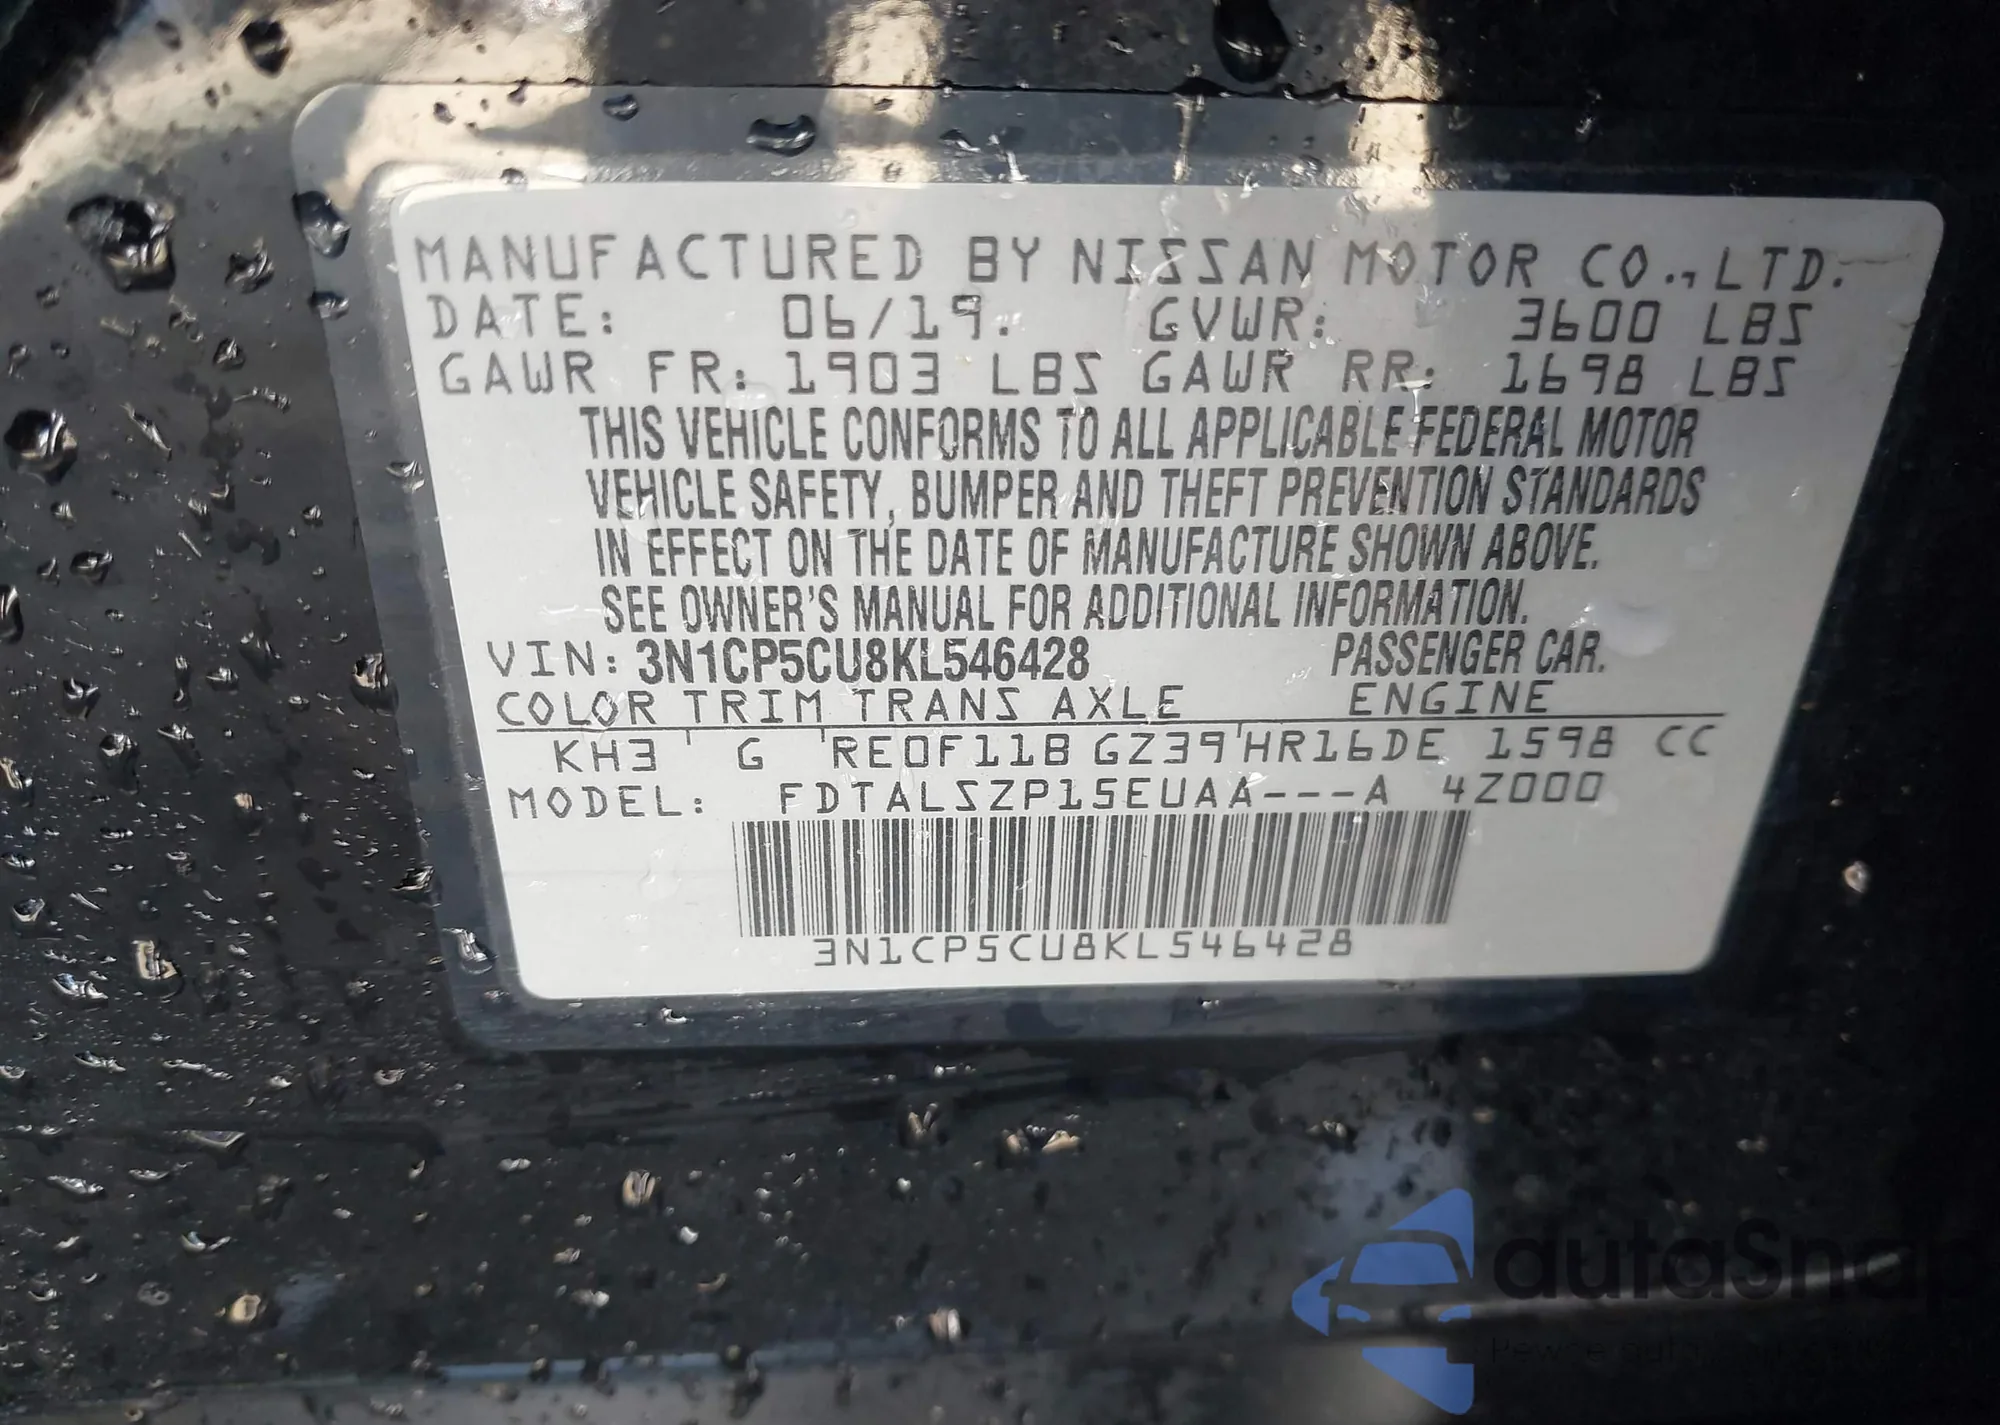 MANUFACTURED BY NISSAN MOTOR CO., LTD.
DATE: 06/19. GVWR: 3600 LBS
GAWR FR: 1903 LBS GAWR RR: 1698 LBS
THIS VEHICLE CONFORMS TO ALL APPLICABLE FEDERAL MOTOR
VEHICLE SAFETY, BUMPER AND THEFT PREVENTION STANDARDS
IN EFFECT ON THE DATE OF MANUFACTURE SHOWN ABOVE.
SEE OWNER'S MANUAL FOR ADDITIONAL INFORMATION.
VIN: 3N1CP5CU8KL546428 PASSENGER CAR.
COLOR TRIM TRANS AXLE ENGINE
KH3 G RE0F11B GZ39 HR16DE 1598 CC
MODEL: FDTALSZP15EUAA---A 4Z000
3N1CP5CU8KL546428
autaSnap